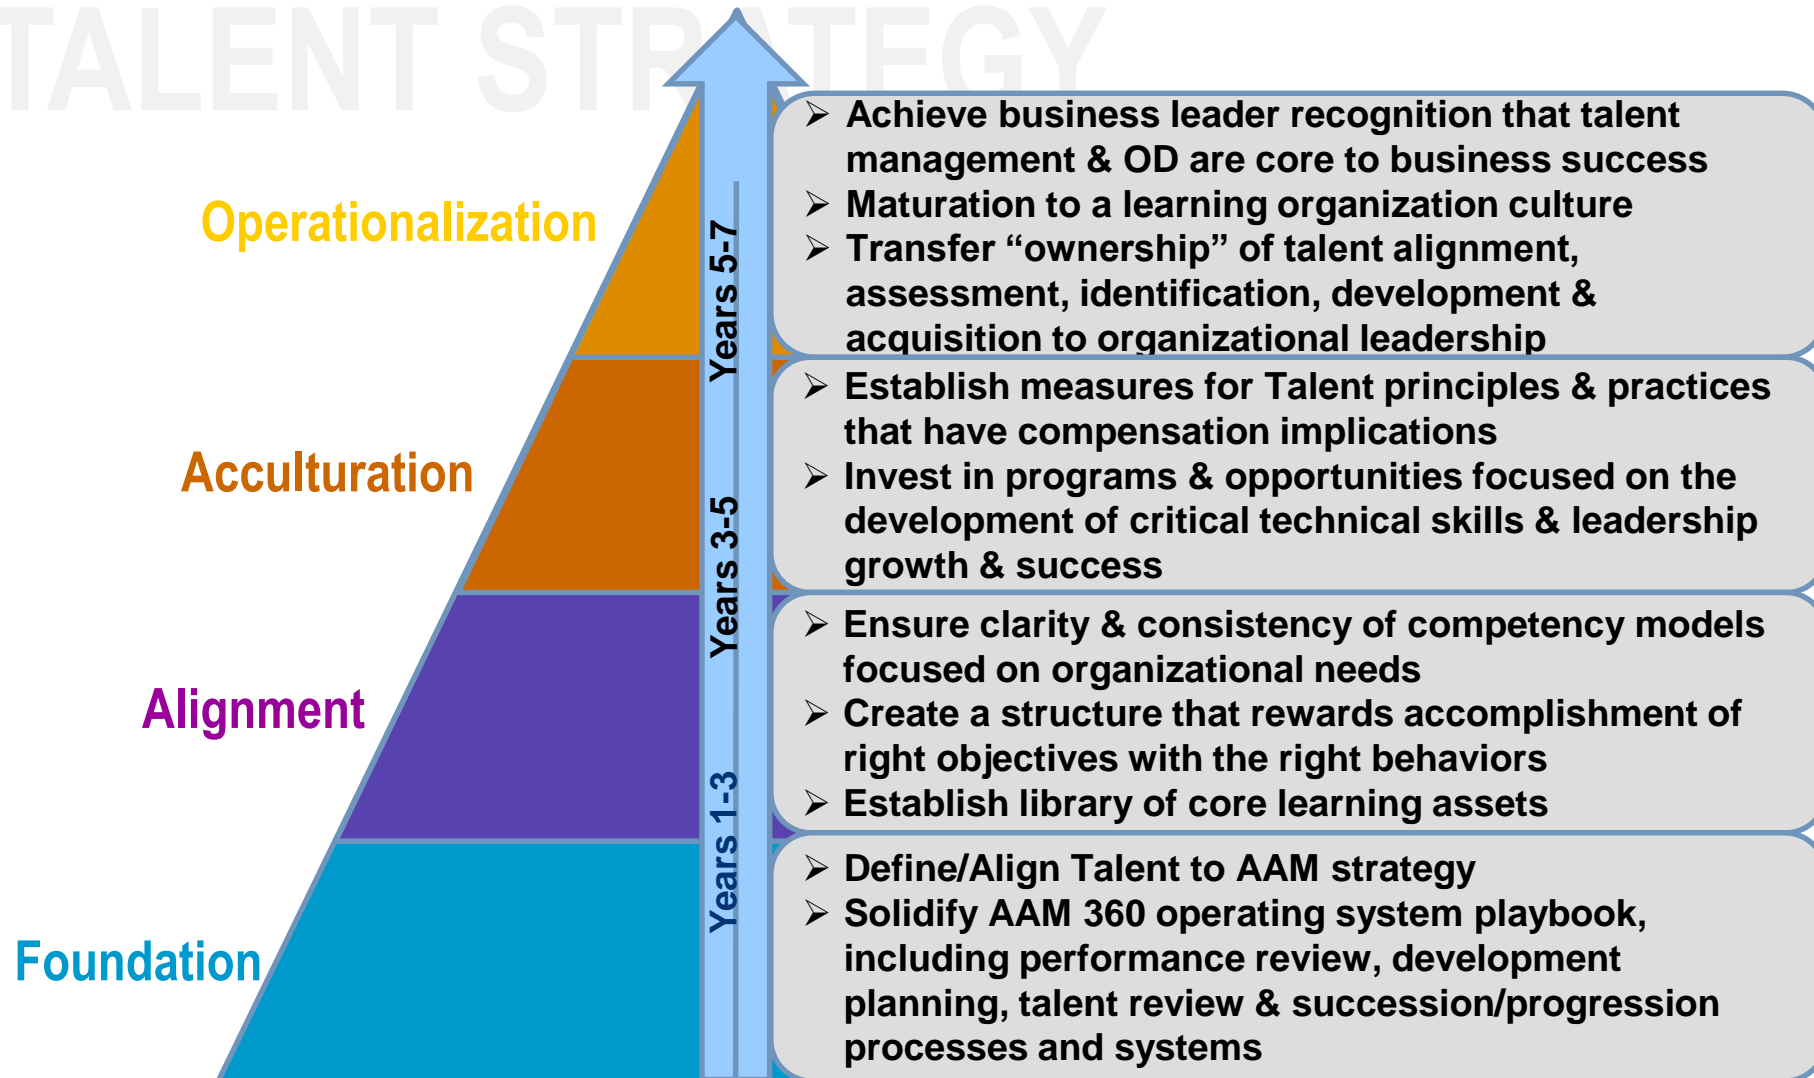 TALENT STRATEGY
➢ Achieve business leader recognition that talent
management & OD are core to business success
➢ Maturation to a learning organization culture
➢ Transfer “ownership” of talent alignment,
assessment, identification, development &
acquisition to organizational leadership
Operationalization
Years 5-7
➢ Establish measures for Talent principles & practices
that have compensation implications
➢ Invest in programs & opportunities focused on the
development of critical technical skills & leadership
growth & success
Acculturation
Years 3-5
➢ Ensure clarity & consistency of competency models
focused on organizational needs
➢ Create a structure that rewards accomplishment of
right objectives with the right behaviors
➢ Establish library of core learning assets
Alignment
Years 1-3
➢ Define/Align Talent to AAM strategy
➢ Solidify AAM 360 operating system playbook,
including performance review, development
planning, talent review & succession/progression
processes and systems
Foundation